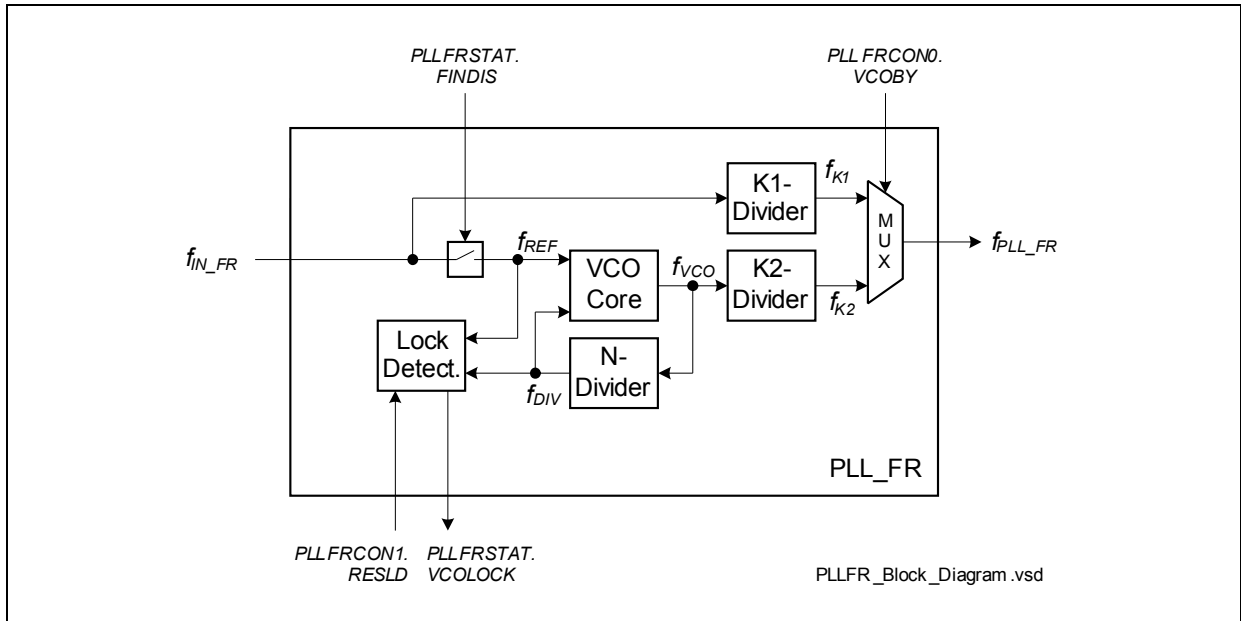 PLLFRSTAT.
FINDIS
PLLFRCON0.
VCOBY
K1-
Divider
fK1
M
U
X
fIN_FR
fREF
VCO
Core
fVCO
K2-
Divider
fK2
fPLL_FR
Lock
Detect.
fDIV
N-
Divider
PLL_FR
PLLFRCON1.
RESLD
PLLFRSTAT.
VCOLOCK
PLLFR_Block_Diagram.vsd